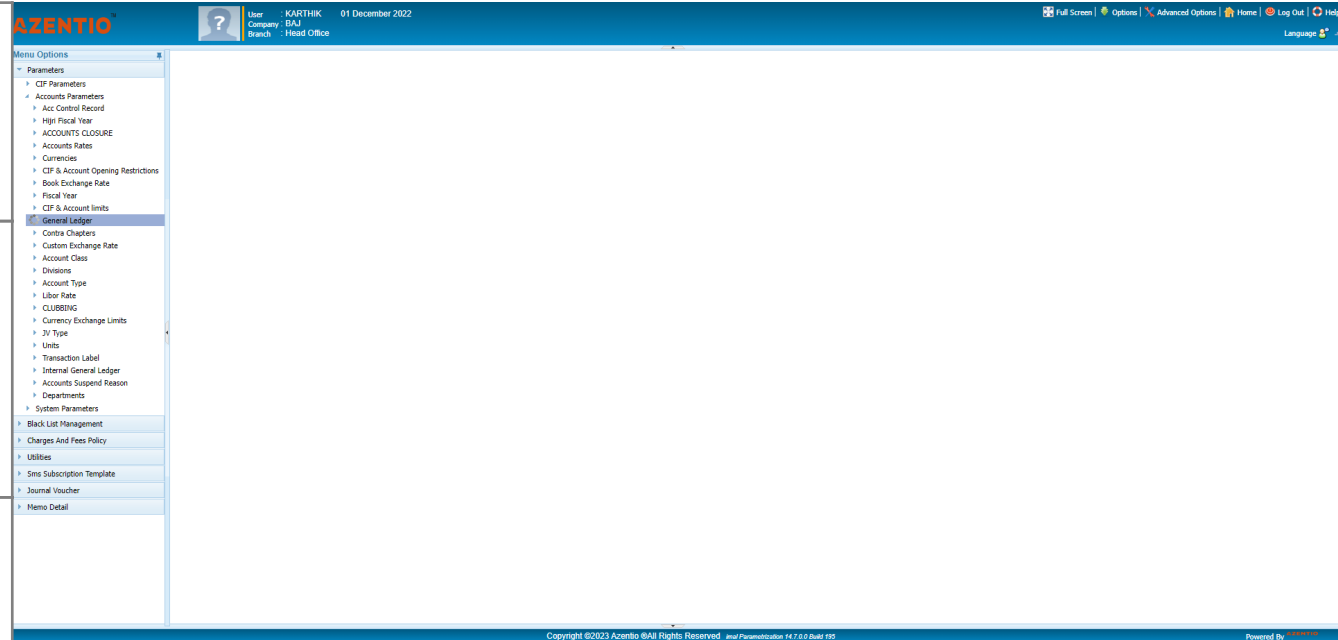 AZENTIO
User : KARTHIK 01 December 2022
Company : BAJ
Branch : Head Office
Full Screen | Options | Advanced Options | Home | Log Out | Help
Language
Menu Options
Parameters
CIF Parameters
Accounts Parameters
Acc Control Record
Hijri Fiscal Year
ACCOUNTS CLOSURE
Accounts Rates
Currencies
CIF & Account Opening Restrictions
Book Exchange Rate
Fiscal Year
CIF & Account limits
General Ledger
Contra Chapters
Custom Exchange Rate
Account Class
Divisions
Account Type
Libor Rate
CLUBBING
Currency Exchange Limits
JV Type
Units
Transaction Label
Internal General Ledger
Accounts Suspend Reason
Departments
System Parameters
Black List Management
Charges And Fees Policy
Utilities
Sms Subscription Template
Journal Voucher
Memo Detail
Copyright ©2023 Azentio ®All Rights Reserved imal Parametrization 14.7.0.0 Build 195
Powered By AZENTIO